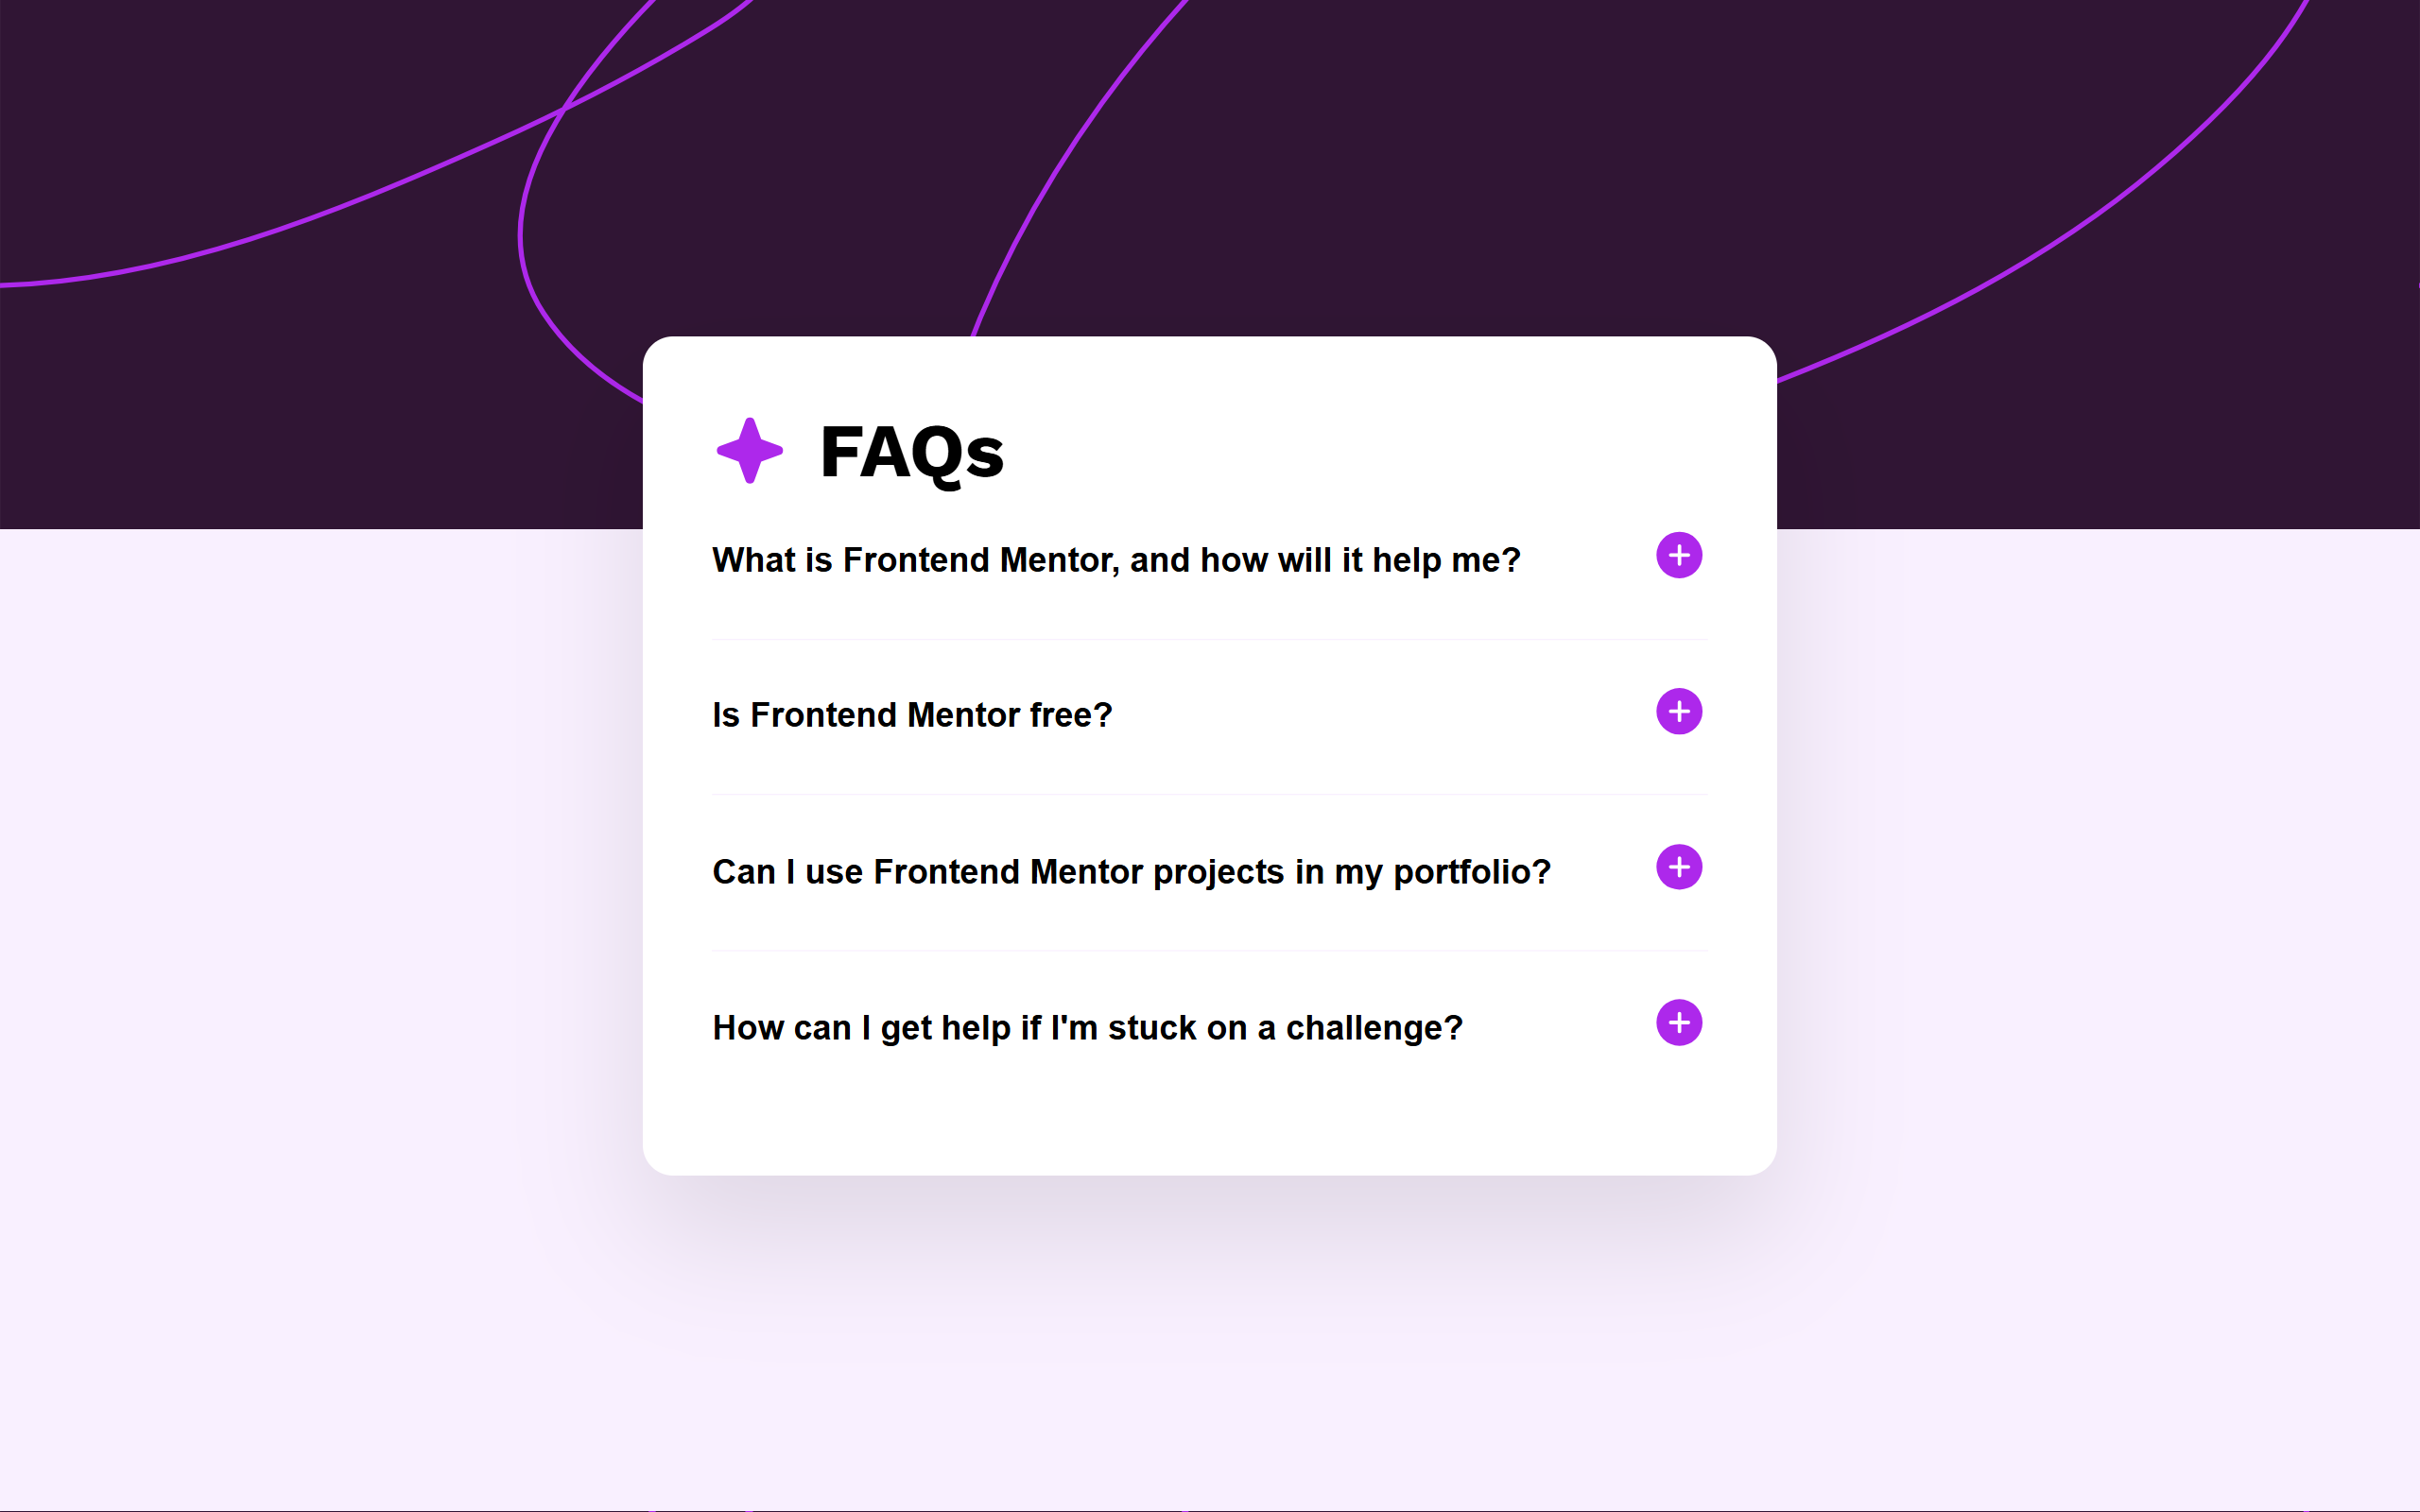 FAQs
What is Frontend Mentor, and how will it help me?
Is Frontend Mentor free?
Can I use Frontend Mentor projects in my portfolio?
How can I get help if I'm stuck on a challenge?